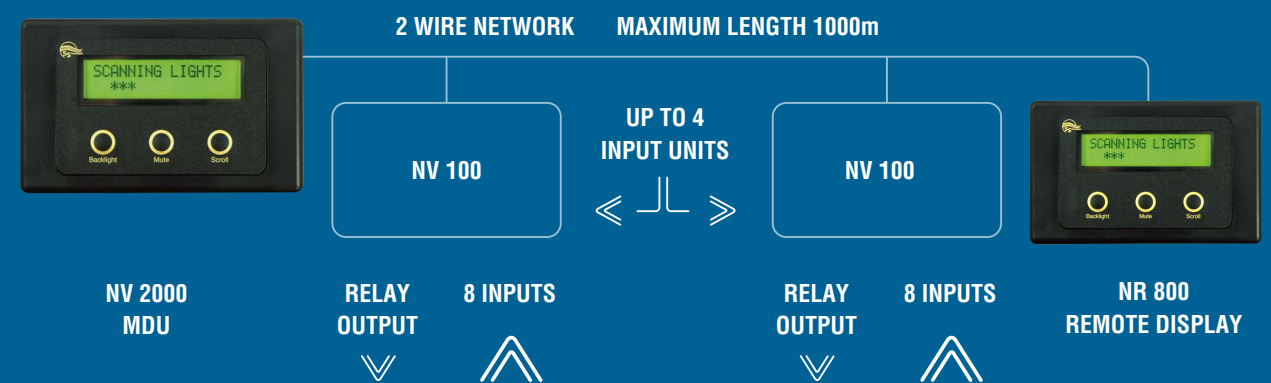 2 WIRE NETWORK MAXIMUM LENGTH 1000m
SCANNING LIGHTS
***
Backlight Mute Scroll
NV 100
UP TO 4
INPUT UNITS
NV 100
SCANNING LIGHTS
***
Backlight Mute Scroll
NV 2000
MDU
RELAY
OUTPUT
8 INPUTS
RELAY
OUTPUT
8 INPUTS
NR 800
REMOTE DISPLAY